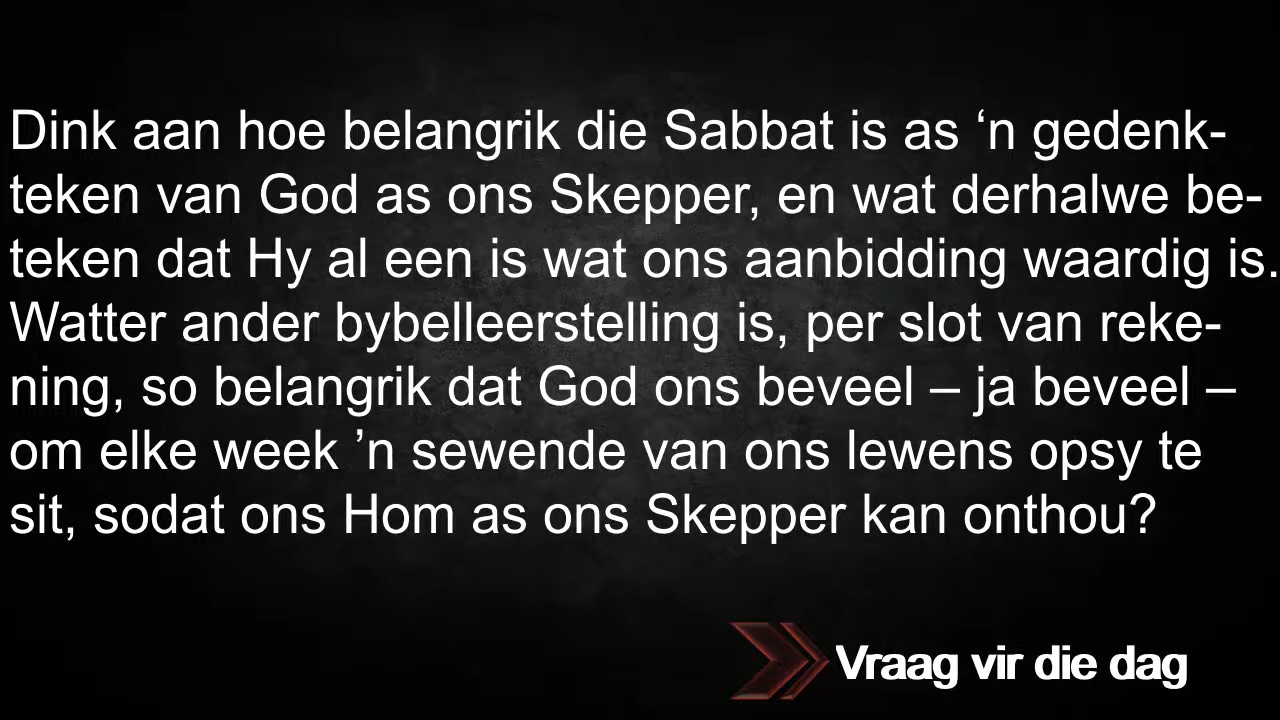 Dink aan hoe belangrik die Sabbat is as ‘n gedenk-
teken van God as ons Skepper, en wat derhalwe be-
teken dat Hy al een is wat ons aanbidding waardig is.
Watter ander bybelleerstelling is, per slot van reke-
ning, so belangrik dat God ons beveel – ja beveel –
om elke week ’n sewende van ons lewens opsy te
sit, sodat ons Hom as ons Skepper kan onthou?
Vraag vir die dag